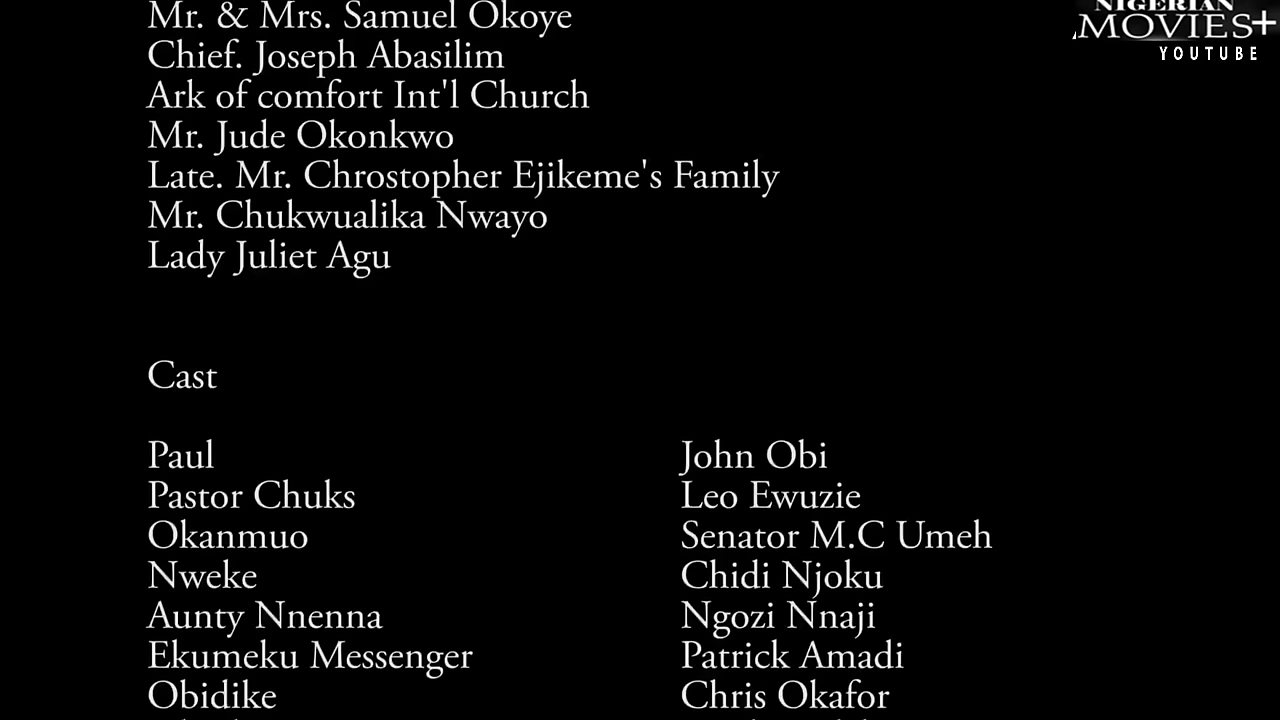 Mr. & Mrs. Samuel Okoye
Chief. Joseph Abasilim
Ark of comfort Int'l Church
Mr. Jude Okonkwo
Late. Mr. Chrostopher Ejikeme's Family
Mr. Chukwualika Nwayo
Lady Juliet Agu
NIGERIAN
MOVIES+
YOUTUBE
Cast
Paul John Obi
Pastor Chuks Leo Ewuzie
Okanmuo Senator M.C Umeh
Nweke Chidi Njoku
Aunty Nnenna Ngozi Nnaji
Ekumeku Messenger Patrick Amadi
Obidike Chris Okafor